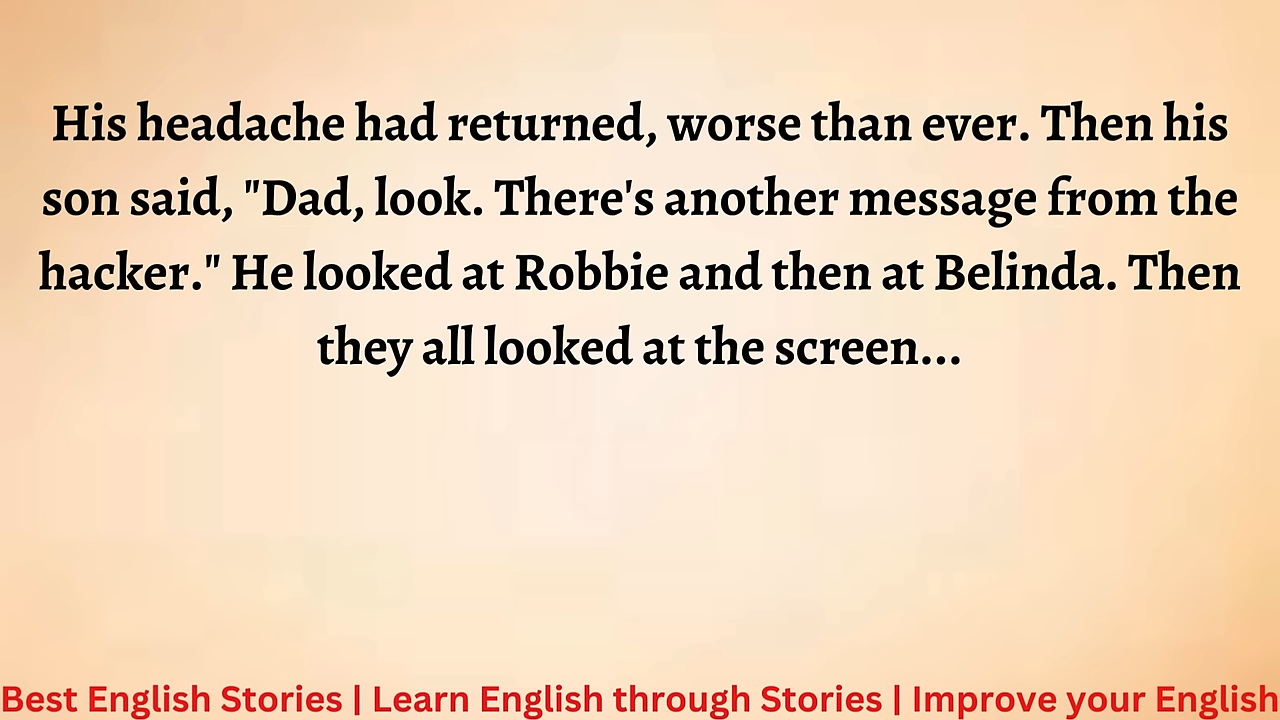 His headache had returned, worse than ever. Then his
son said, "Dad, look. There's another message from the
hacker." He looked at Robbie and then at Belinda. Then
they all looked at the screen...
Best English Stories | Learn English through Stories | Improve your English